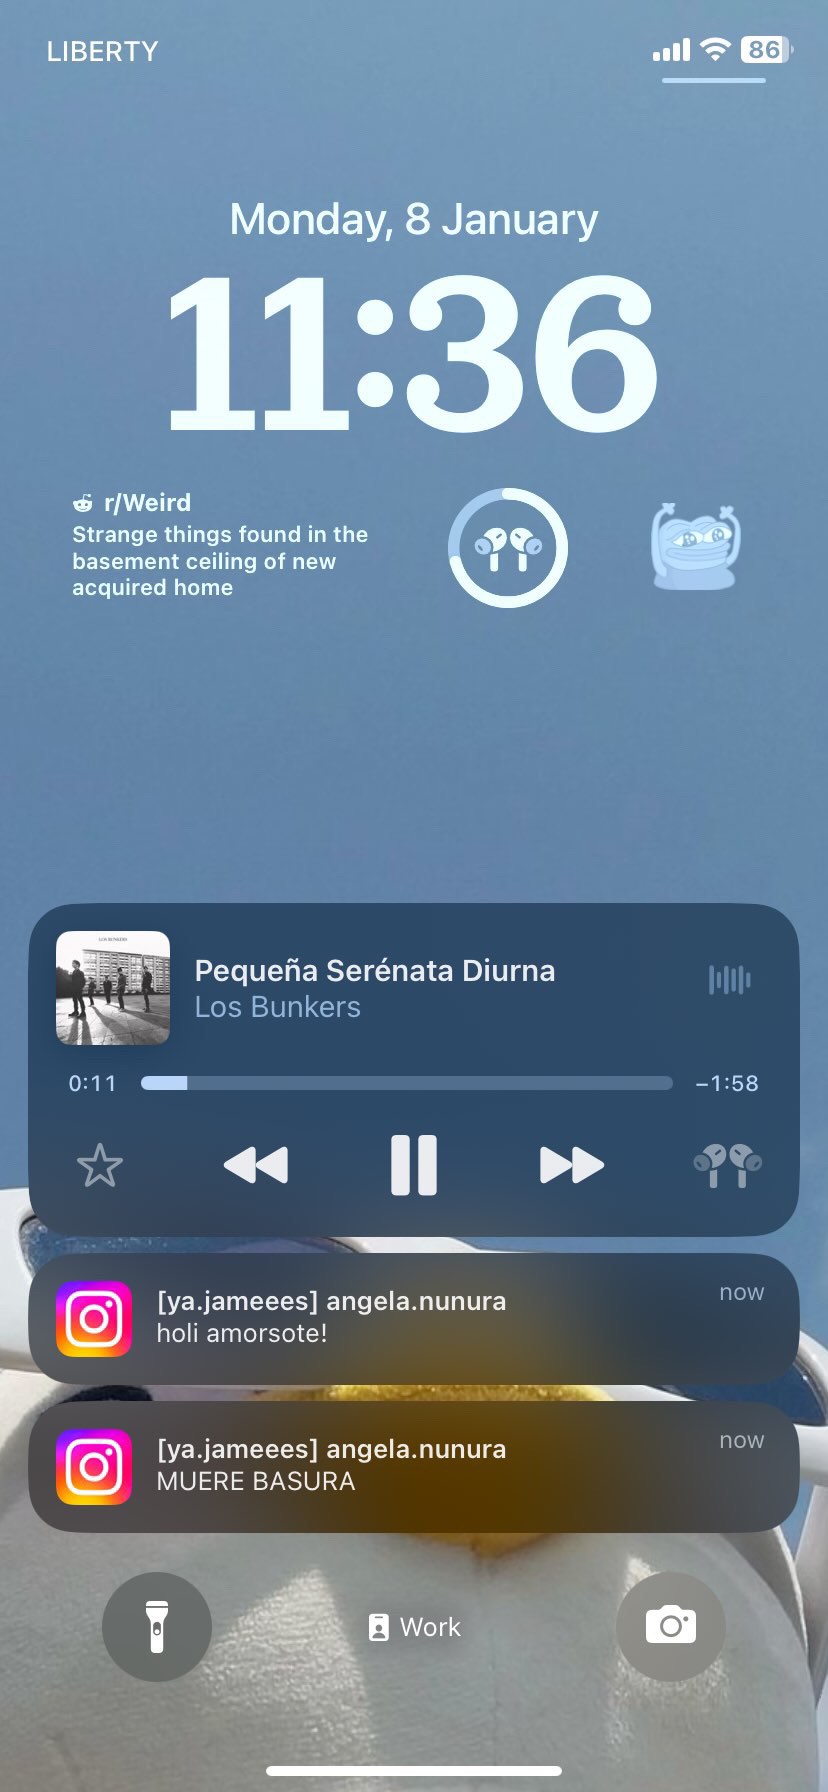 LIBERTY
86
Monday, 8 January
11:36
r/Weird
Strange things found in the
basement ceiling of new
acquired home
LOS BUNKERS
Pequeña Serénata Diurna
Los Bunkers
0:11
–1:58
[ya.jameees] angela.nunura
now
holi amorsote!
[ya.jameees] angela.nunura
now
MUERE BASURA
Work